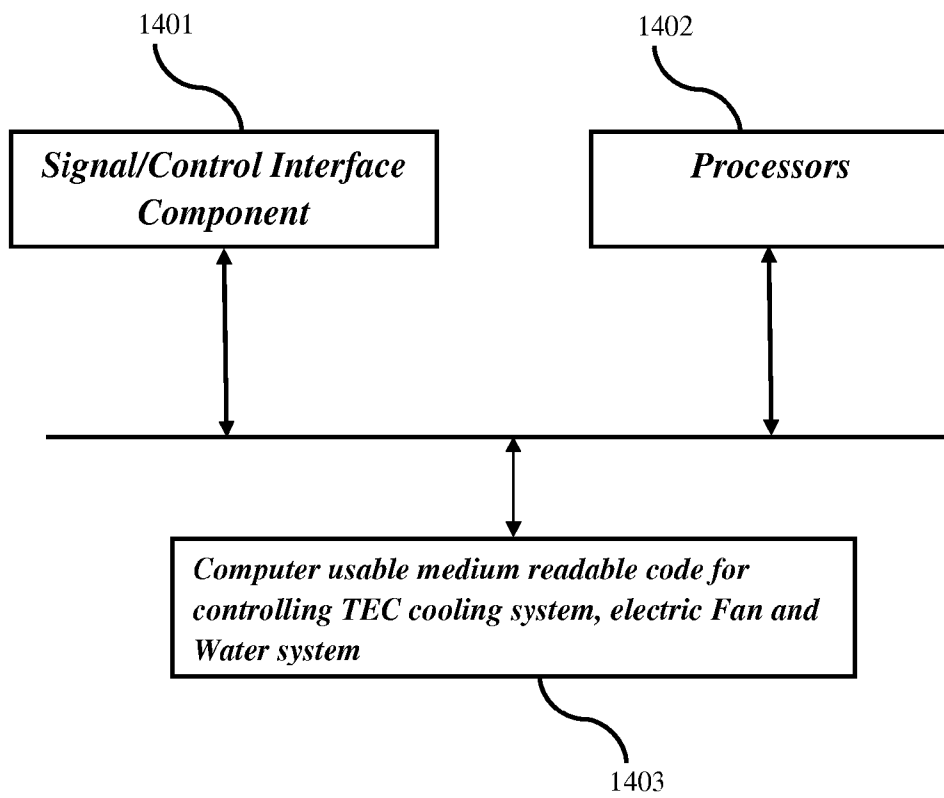 1401
1402
Signal/Control Interface
Component
Processors
Computer usable medium readable code for
controlling TEC cooling system, electric Fan and
Water system
1403